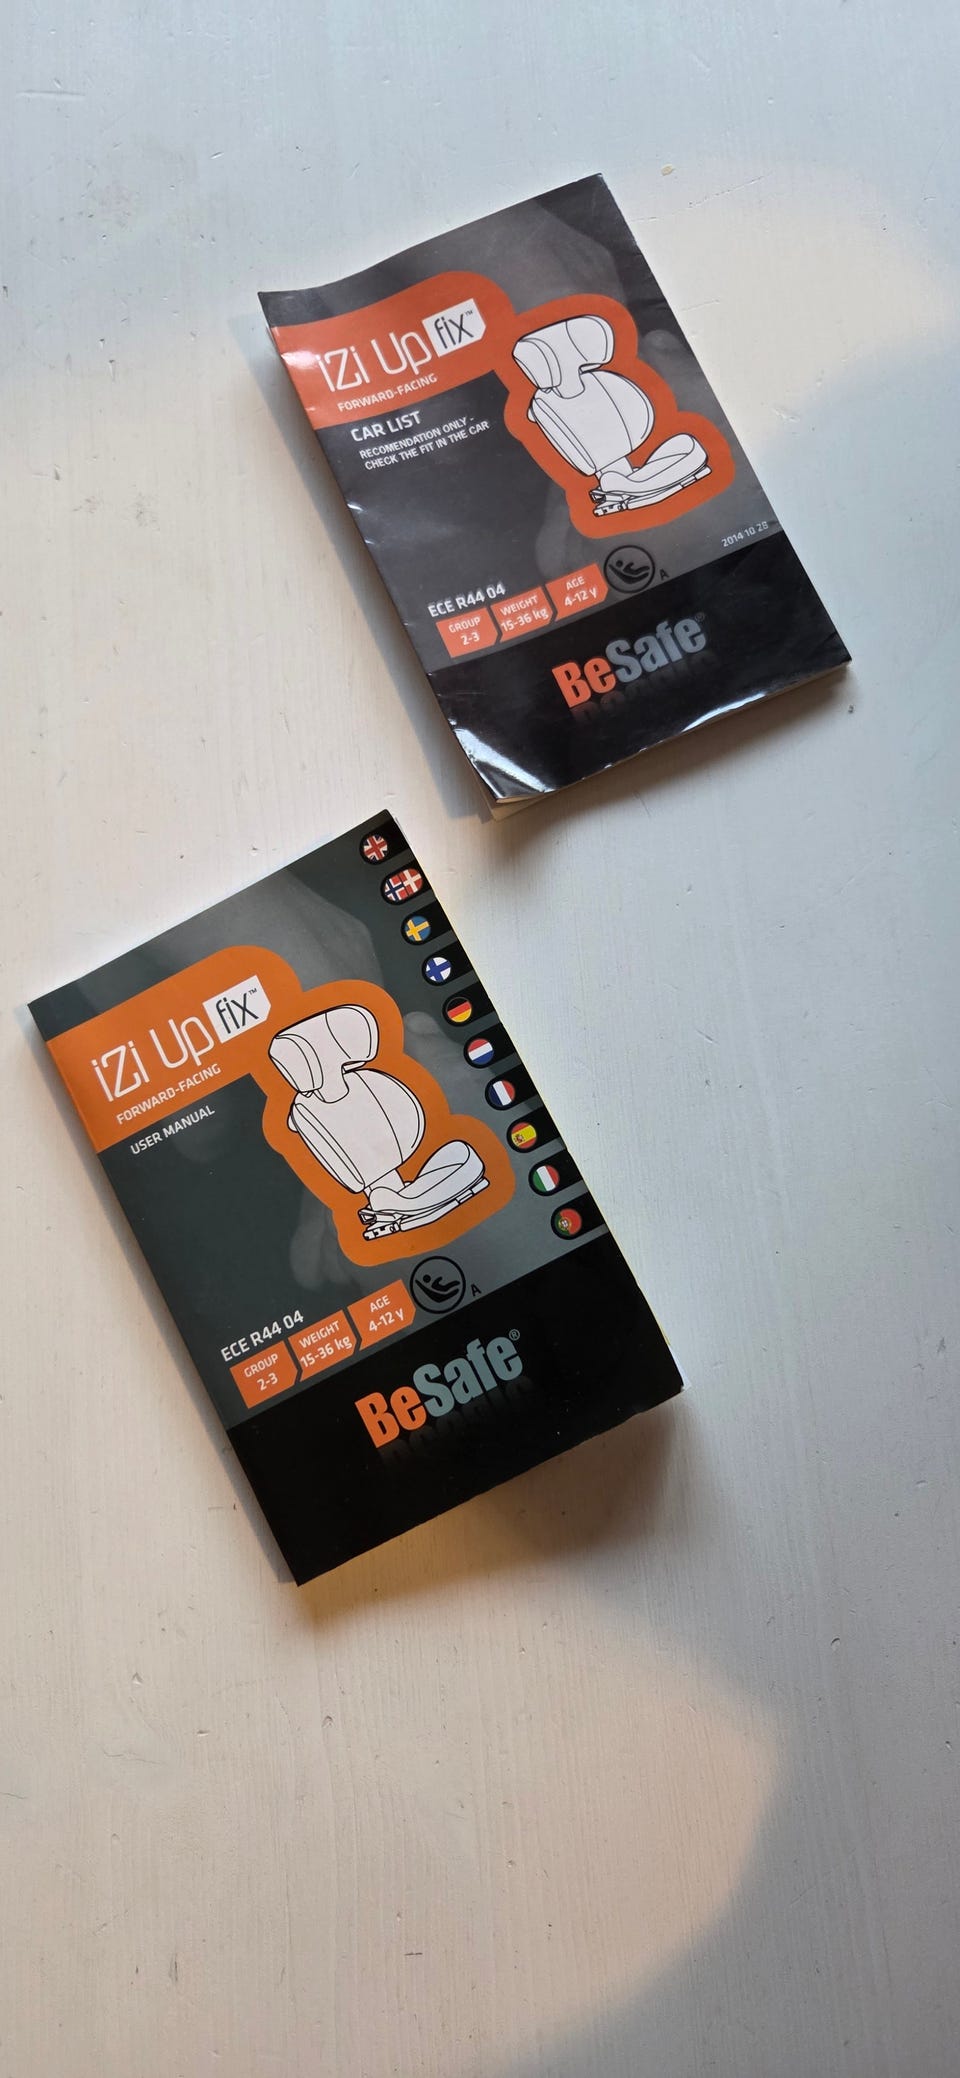 iZi Up fix™
FORWARD-FACING
CAR LIST
RECOMENDATION ONLY -
CHECK THE FIT IN THE CAR
2014 10 28
ECE R44 04
GROUP
2-3
WEIGHT
15-36 kg
AGE
4-12 y
A
BeSafe®
iZi Up fix™
FORWARD-FACING
USER MANUAL
ECE R44 04
GROUP
2-3
WEIGHT
15-36 kg
AGE
4-12 y
A
BeSafe®